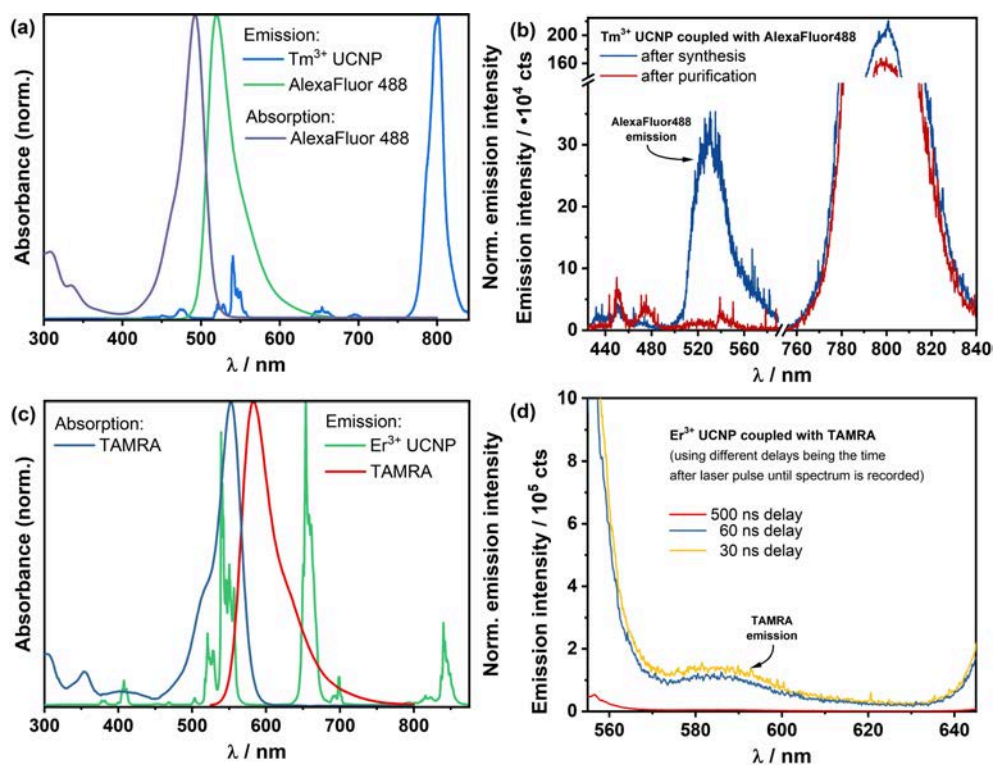 (a)
Absorbance (norm.)
Emission:
Tm³⁺ UCNP
AlexaFluor 488
Absorption:
AlexaFluor 488
Norm. emission intensity
300 400 500 600 700 800
λ / nm
(b)
Emission intensity / •10⁴ cts
Tm³⁺ UCNP coupled with AlexaFluor488
after synthesis
after purification
AlexaFluor488
emission
200
160
30
20
10
0
440 480 520 560 760 780 800 820 840
λ / nm
(c)
Absorbance (norm.)
Absorption:
TAMRA
Emission:
Er³⁺ UCNP
TAMRA
Norm. emission intensity
300 400 500 600 700 800
λ / nm
(d)
Emission intensity / 10⁵ cts
Er³⁺ UCNP coupled with TAMRA
(using different delays being the time
after laser pulse until spectrum is recorded)
500 ns delay
60 ns delay
30 ns delay
TAMRA
emission
10
8
6
4
2
0
560 580 600 620 640
λ / nm